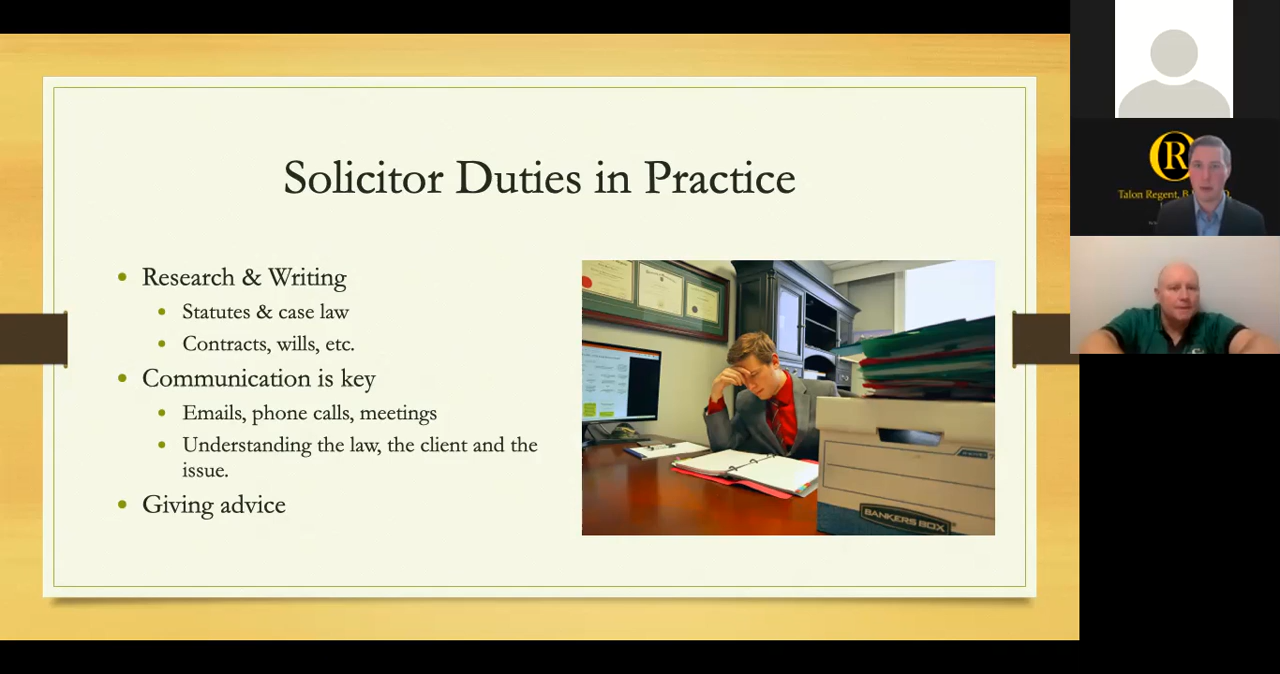 Solicitor Duties in Practice
Research & Writing
Statutes & case law
Contracts, wills, etc.
Communication is key
Emails, phone calls, meetings
Understanding the law, the client and the
issue.
Giving advice
BANKERS BOX
R
Talon Regent, B.